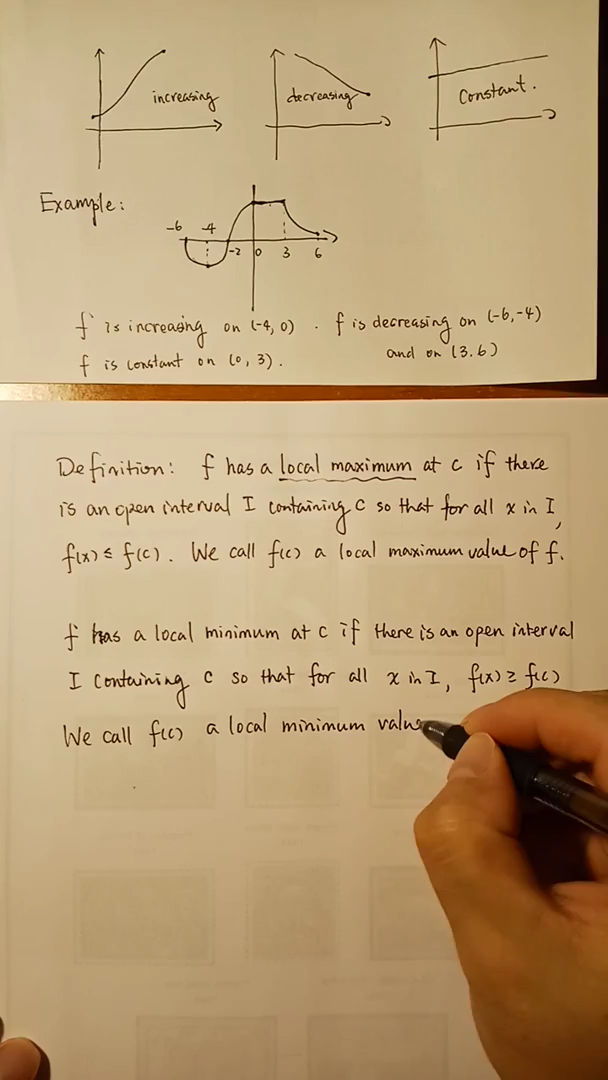 increasing
decreasing
Constant.
Example:
-6 -4 -2 0 3 6
f is increasing on (-4, 0). f is decreasing on (-6, -4)
f is constant on (0, 3). and on (3.6)
Definition: f has a local maximum at c if there
is an open interval I containing c so that for all x in I,
f(x) ≤ f(c). We call f(c) a local maximum value of f.
f has a local minimum at c if there is an open interval
I containing c so that for all x in I, f(x) ≥ f(c)
We call f(c) a local minimum value